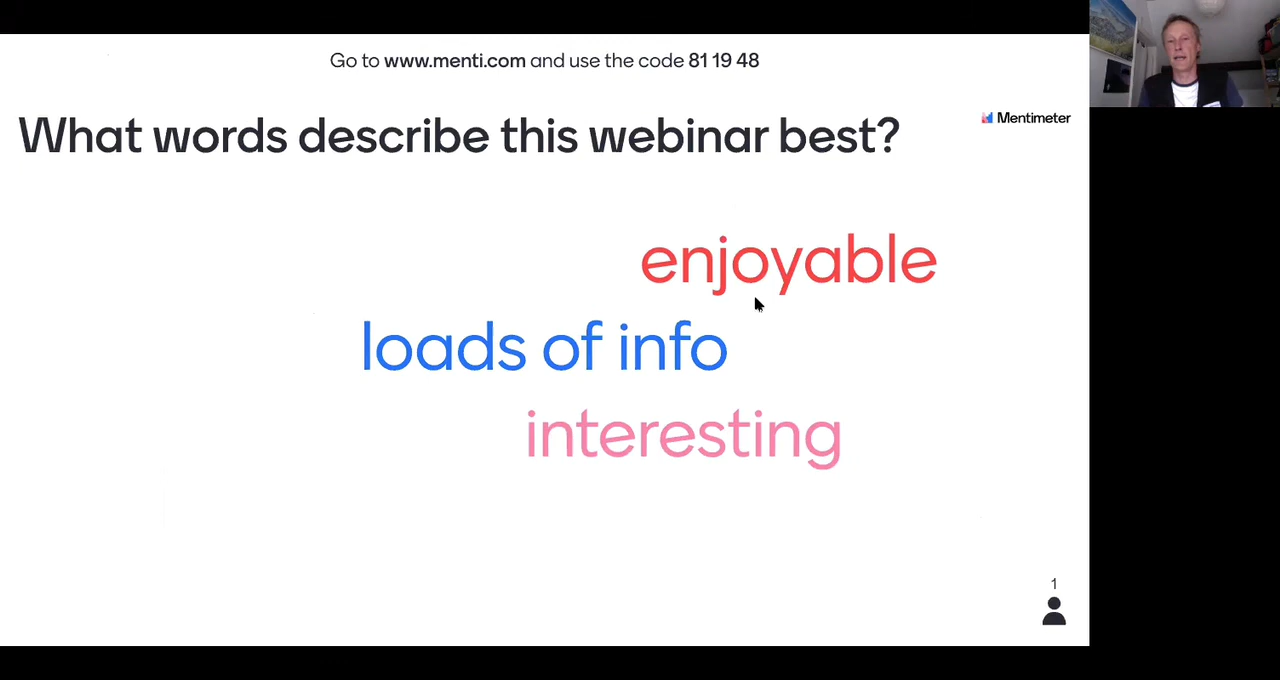 Go to www.menti.com and use the code 81 19 48
Mentimeter
What words describe this webinar best?
enjoyable
loads of info
interesting
1